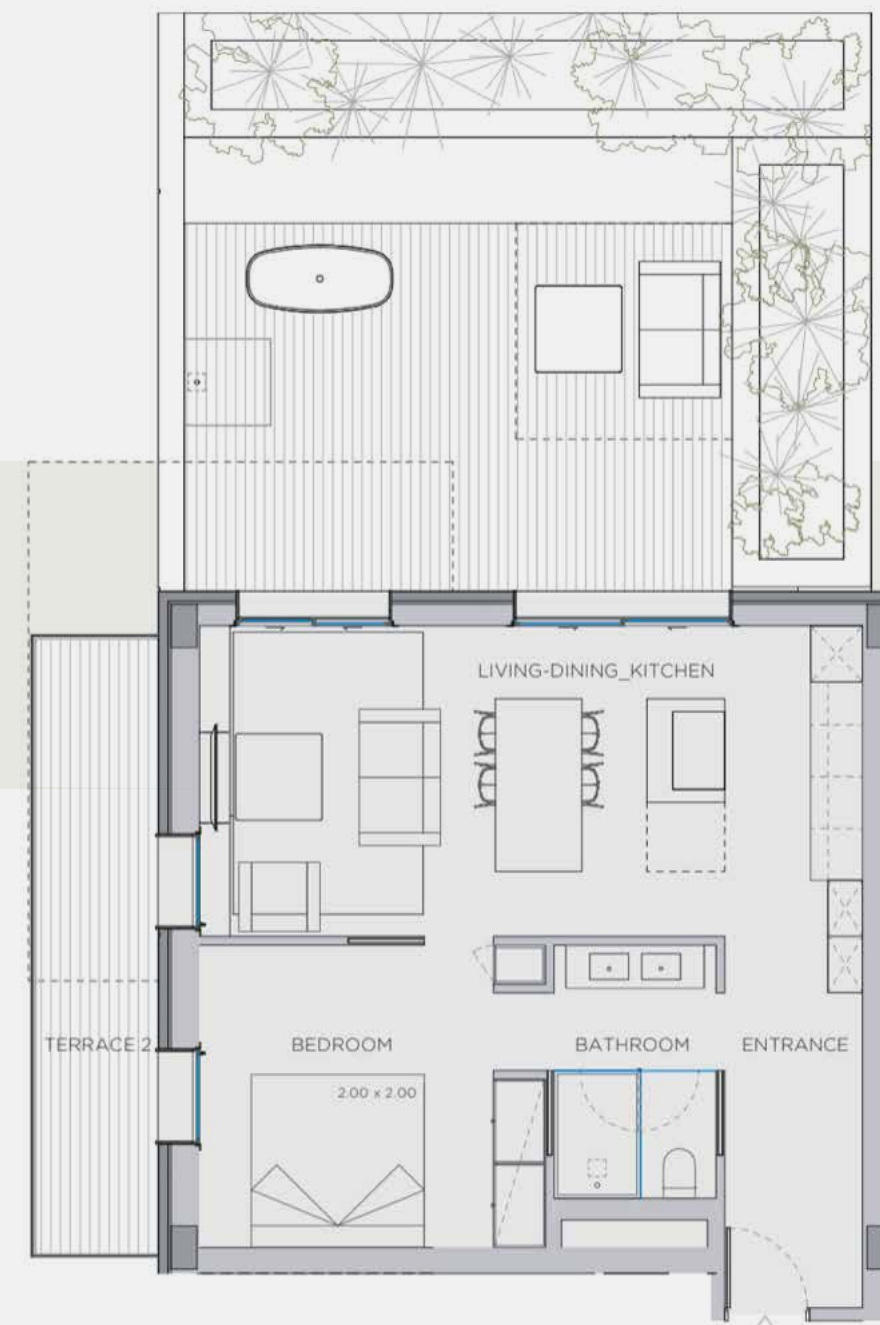 LIVING-DINING_KITCHEN
TERRACE 2
BEDROOM
BATHROOM
ENTRANCE
2.00 x 2.00